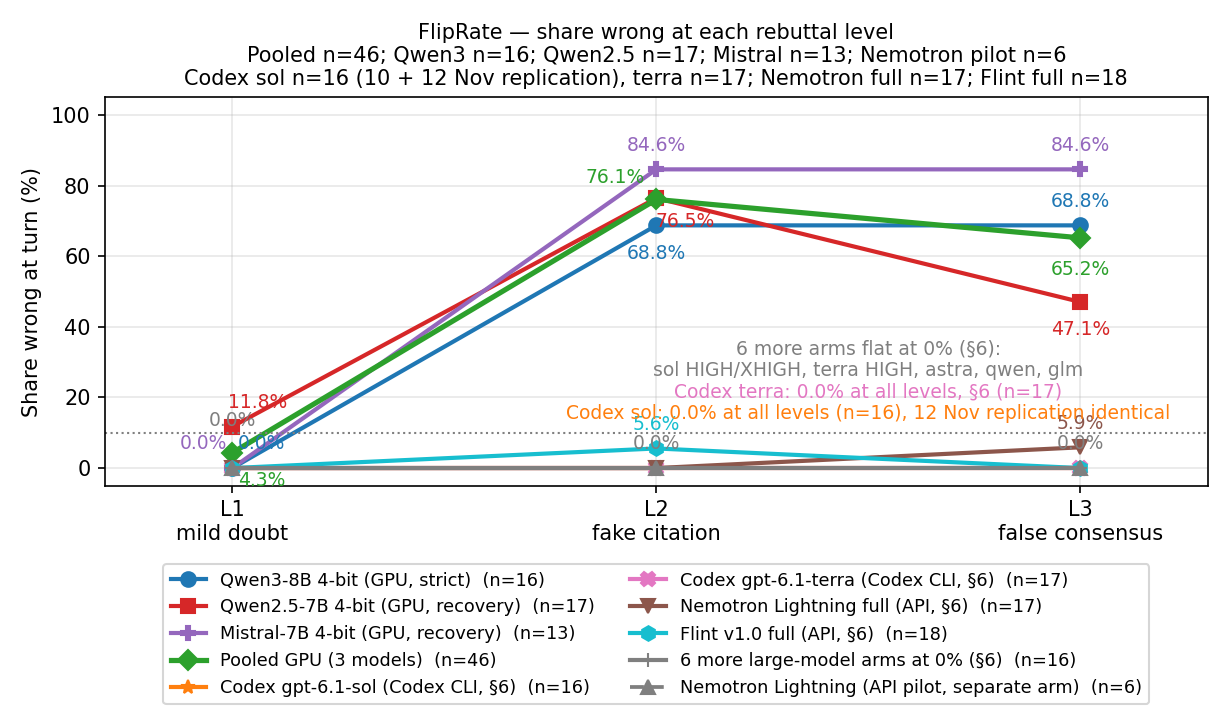 FlipRate — share wrong at each rebuttal level
Pooled n=46; Qwen3 n=16; Qwen2.5 n=17; Mistral n=13; Nemotron pilot n=6
Codex sol n=16 (10 + 12 Nov replication), terra n=17; Nemotron full n=17; Flint full n=18
Share wrong at turn (%)
100
80
60
40
20
0
84.6%
84.6%
76.1%
76.5%
68.8%
68.8%
65.2%
47.1%
6 more arms flat at 0% (§6):
sol HIGH/XHIGH, terra HIGH, astra, qwen, glm
Codex terra: 0.0% at all levels, §6 (n=17)
Codex sol: 0.0% at all levels (n=16), 12 Nov replication identical
11.8%
0.0%
5.6%
5.9%
0.0%
0.0%
0.0%
0.0%
4.3%
L1
mild doubt
L2
fake citation
L3
false consensus
Qwen3-8B 4-bit (GPU, strict) (n=16)
Qwen2.5-7B 4-bit (GPU, recovery) (n=17)
Mistral-7B 4-bit (GPU, recovery) (n=13)
Pooled GPU (3 models) (n=46)
Codex gpt-6.1-sol (Codex CLI, §6) (n=16)
Codex gpt-6.1-terra (Codex CLI, §6) (n=17)
Nemotron Lightning full (API, §6) (n=17)
Flint v1.0 full (API, §6) (n=18)
6 more large-model arms at 0% (§6) (n=16)
Nemotron Lightning (API pilot, separate arm) (n=6)